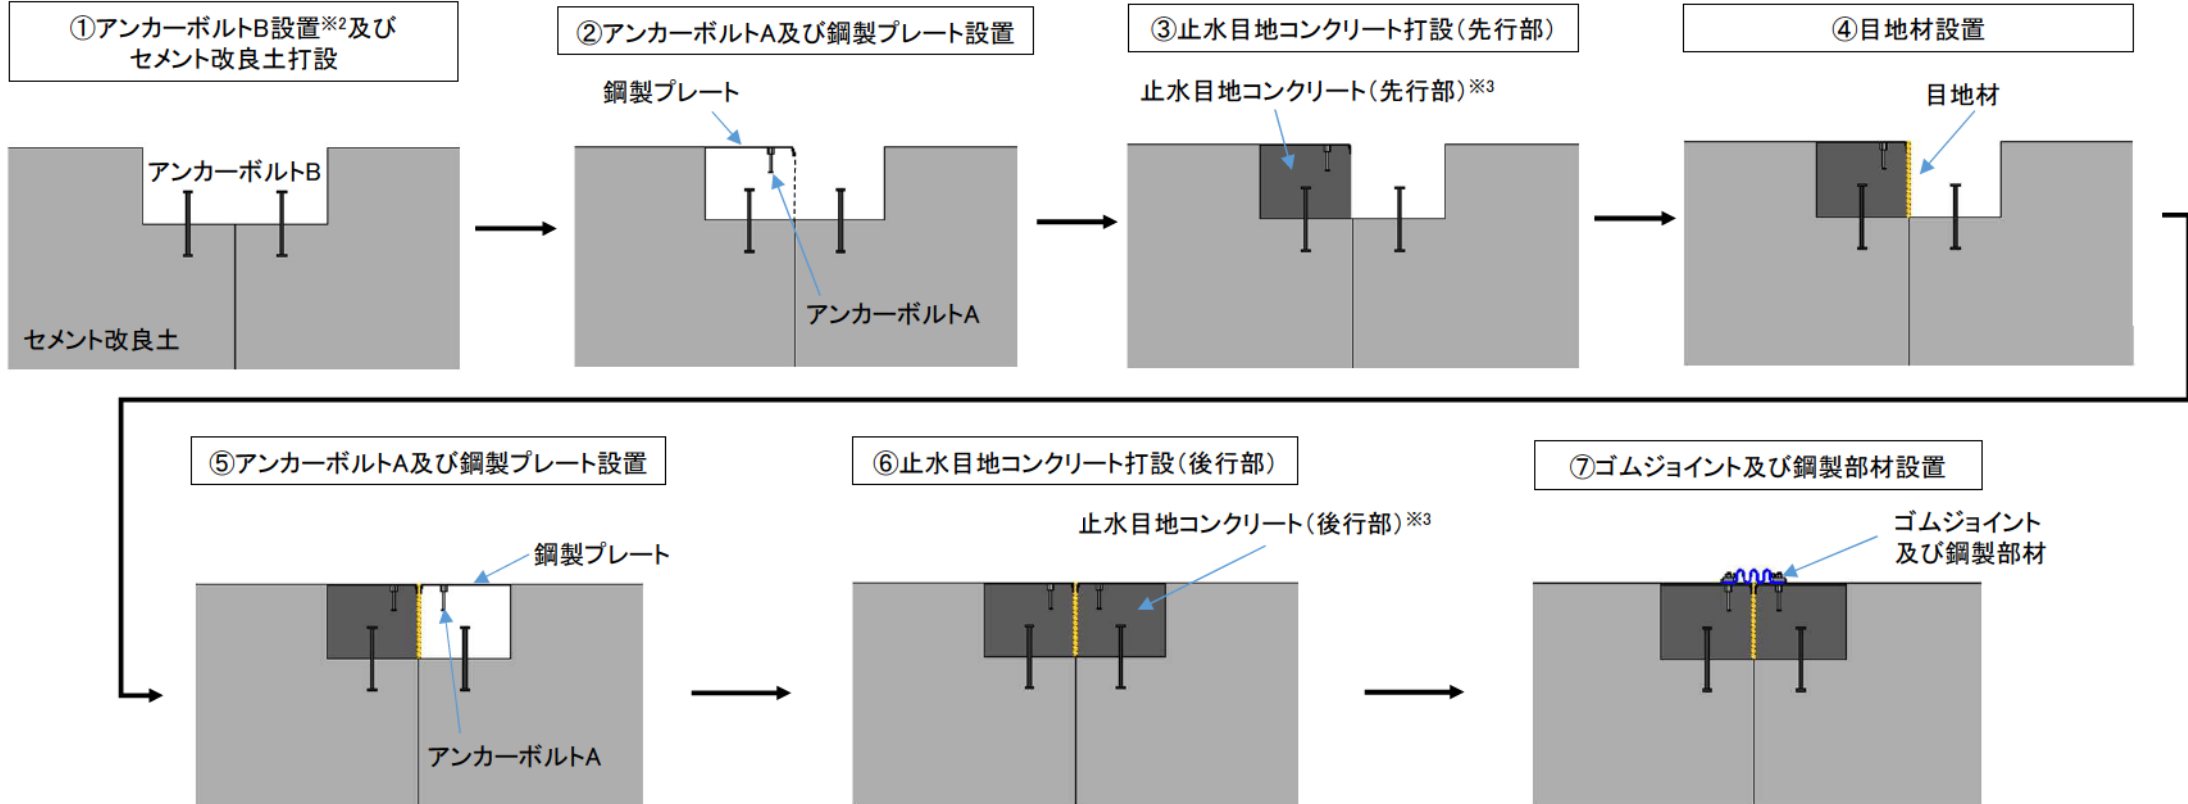 ①アンカーボルトB設置※2及び
セメント改良土打設
アンカーボルトB
セメント改良土
②アンカーボルトA及び鋼製プレート設置
鋼製プレート
アンカーボルトA
③止水目地コンクリート打設（先行部）
止水目地コンクリート（先行部）※3
④目地材設置
目地材
⑤アンカーボルトA及び鋼製プレート設置
鋼製プレート
アンカーボルトA
⑥止水目地コンクリート打設（後行部）
止水目地コンクリート（後行部）※3
⑦ゴムジョイント及び鋼製部材設置
ゴムジョイント
及び鋼製部材